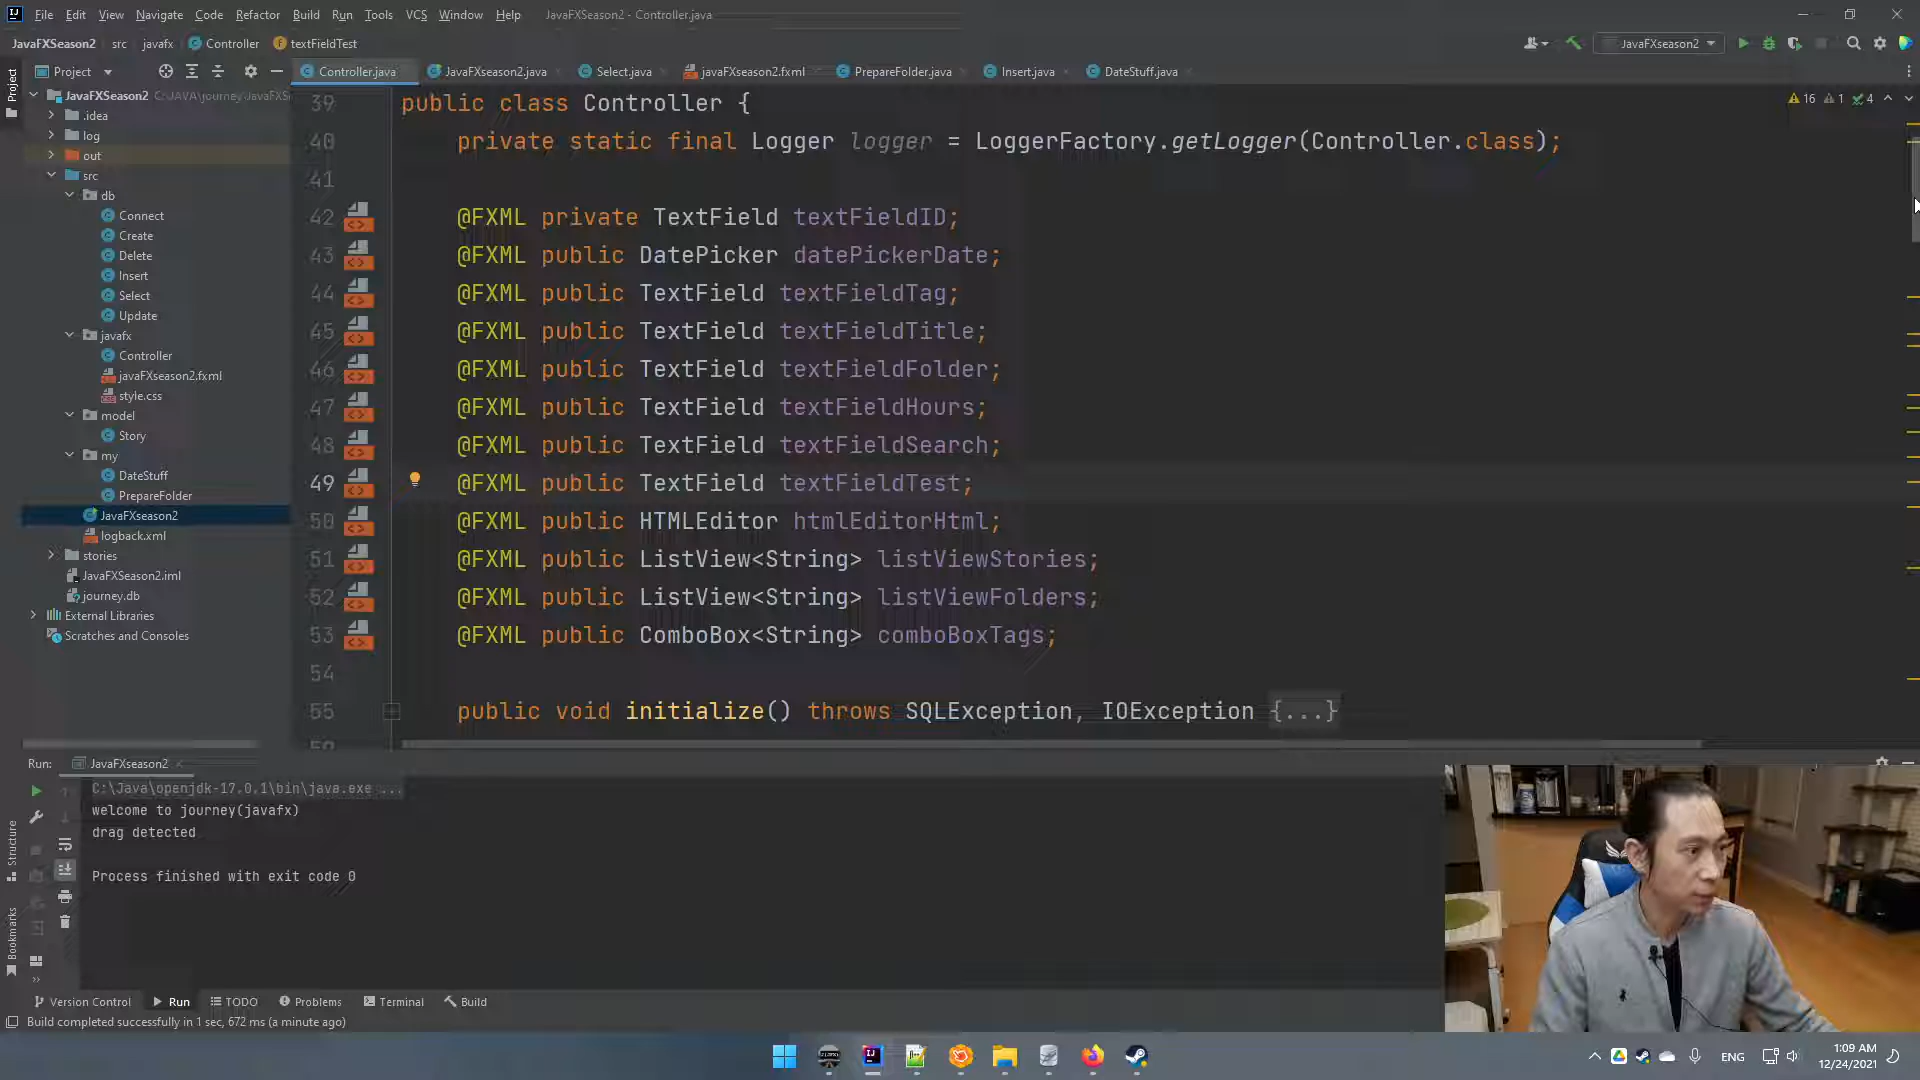 File Edit View Navigate Code Refactor Build Run Tools VCS Window Help JavaFXSeason2 - Controller.java
JavaFXSeason2 src javafx Controller textFieldTest JavaFXseason2
Project
Controller.java JavaFXseason2.java Select.java javaFXseason2.fxml PrepareFolder.java Insert.java DateStuff.java
JavaFXSeason2 C:\JAVA\journey\JavaFXS
.idea
log
out
src
db
Connect
Create
Delete
Insert
Select
Update
javafx
Controller
javaFXseason2.fxml
style.css
model
Story
my
DateStuff
PrepareFolder
JavaFXseason2
logback.xml
stories
JavaFXSeason2.iml
journey.db
External Libraries
Scratches and Consoles
16 1 4
39 public class Controller {
40 private static final Logger logger = LoggerFactory.getLogger(Controller.class);
41
42 @FXML private TextField textFieldID;
43 @FXML public DatePicker datePickerDate;
44 @FXML public TextField textFieldTag;
45 @FXML public TextField textFieldTitle;
46 @FXML public TextField textFieldFolder;
47 @FXML public TextField textFieldHours;
48 @FXML public TextField textFieldSearch;
49 @FXML public TextField textFieldTest;
50 @FXML public HTMLEditor htmlEditorHtml;
51 @FXML public ListView<String> listViewStories;
52 @FXML public ListView<String> listViewFolders;
53 @FXML public ComboBox<String> comboBoxTags;
54
55 public void initialize() throws SQLException, IOException {...}
Run: JavaFXseason2
C:\Java\openjdk-17.0.1\bin\java.exe ...
welcome to journey(javafx)
drag detected
Process finished with exit code 0
Project
Structure
Bookmarks
Version Control Run TODO Problems Terminal Build
Build completed successfully in 1 sec, 672 ms (a minute ago)
ENG
1:09 AM
12/24/2021